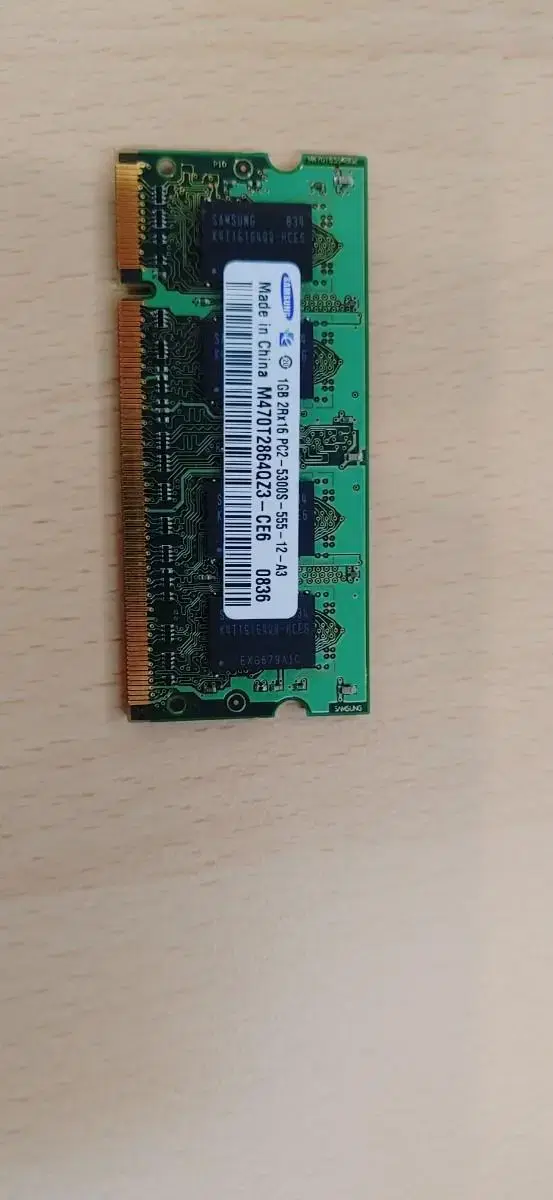 SAMSUNG
1GB 2Rx16 PC2-5300S-555-12-A3
Made in China M470T2864QZ3-CE6 0836
SAMSUNG 834
K4T1G164QQ-HCE6
K4T1G164QQ-HCE6
SAMSUNG